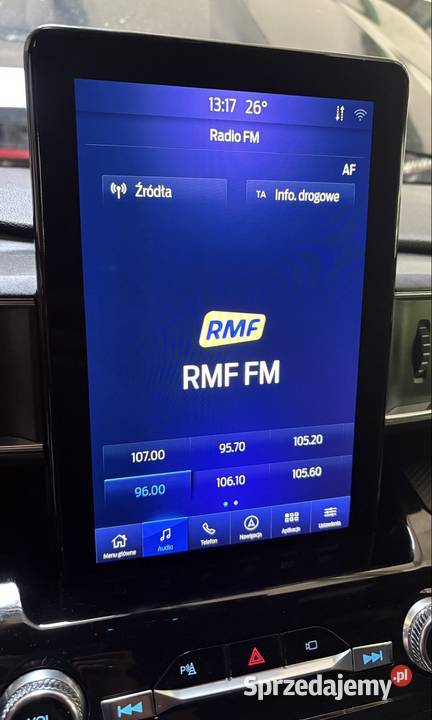 13:17 26°
Radio FM
AF
Źródła
TA Info. drogowe
RMF
RMF FM
107.00 95.70 105.20
96.00 106.10 105.60
Menu główne Audio Telefon Nawigacja Aplikacje Ustawienia
VOL
Sprzedajemy.pl